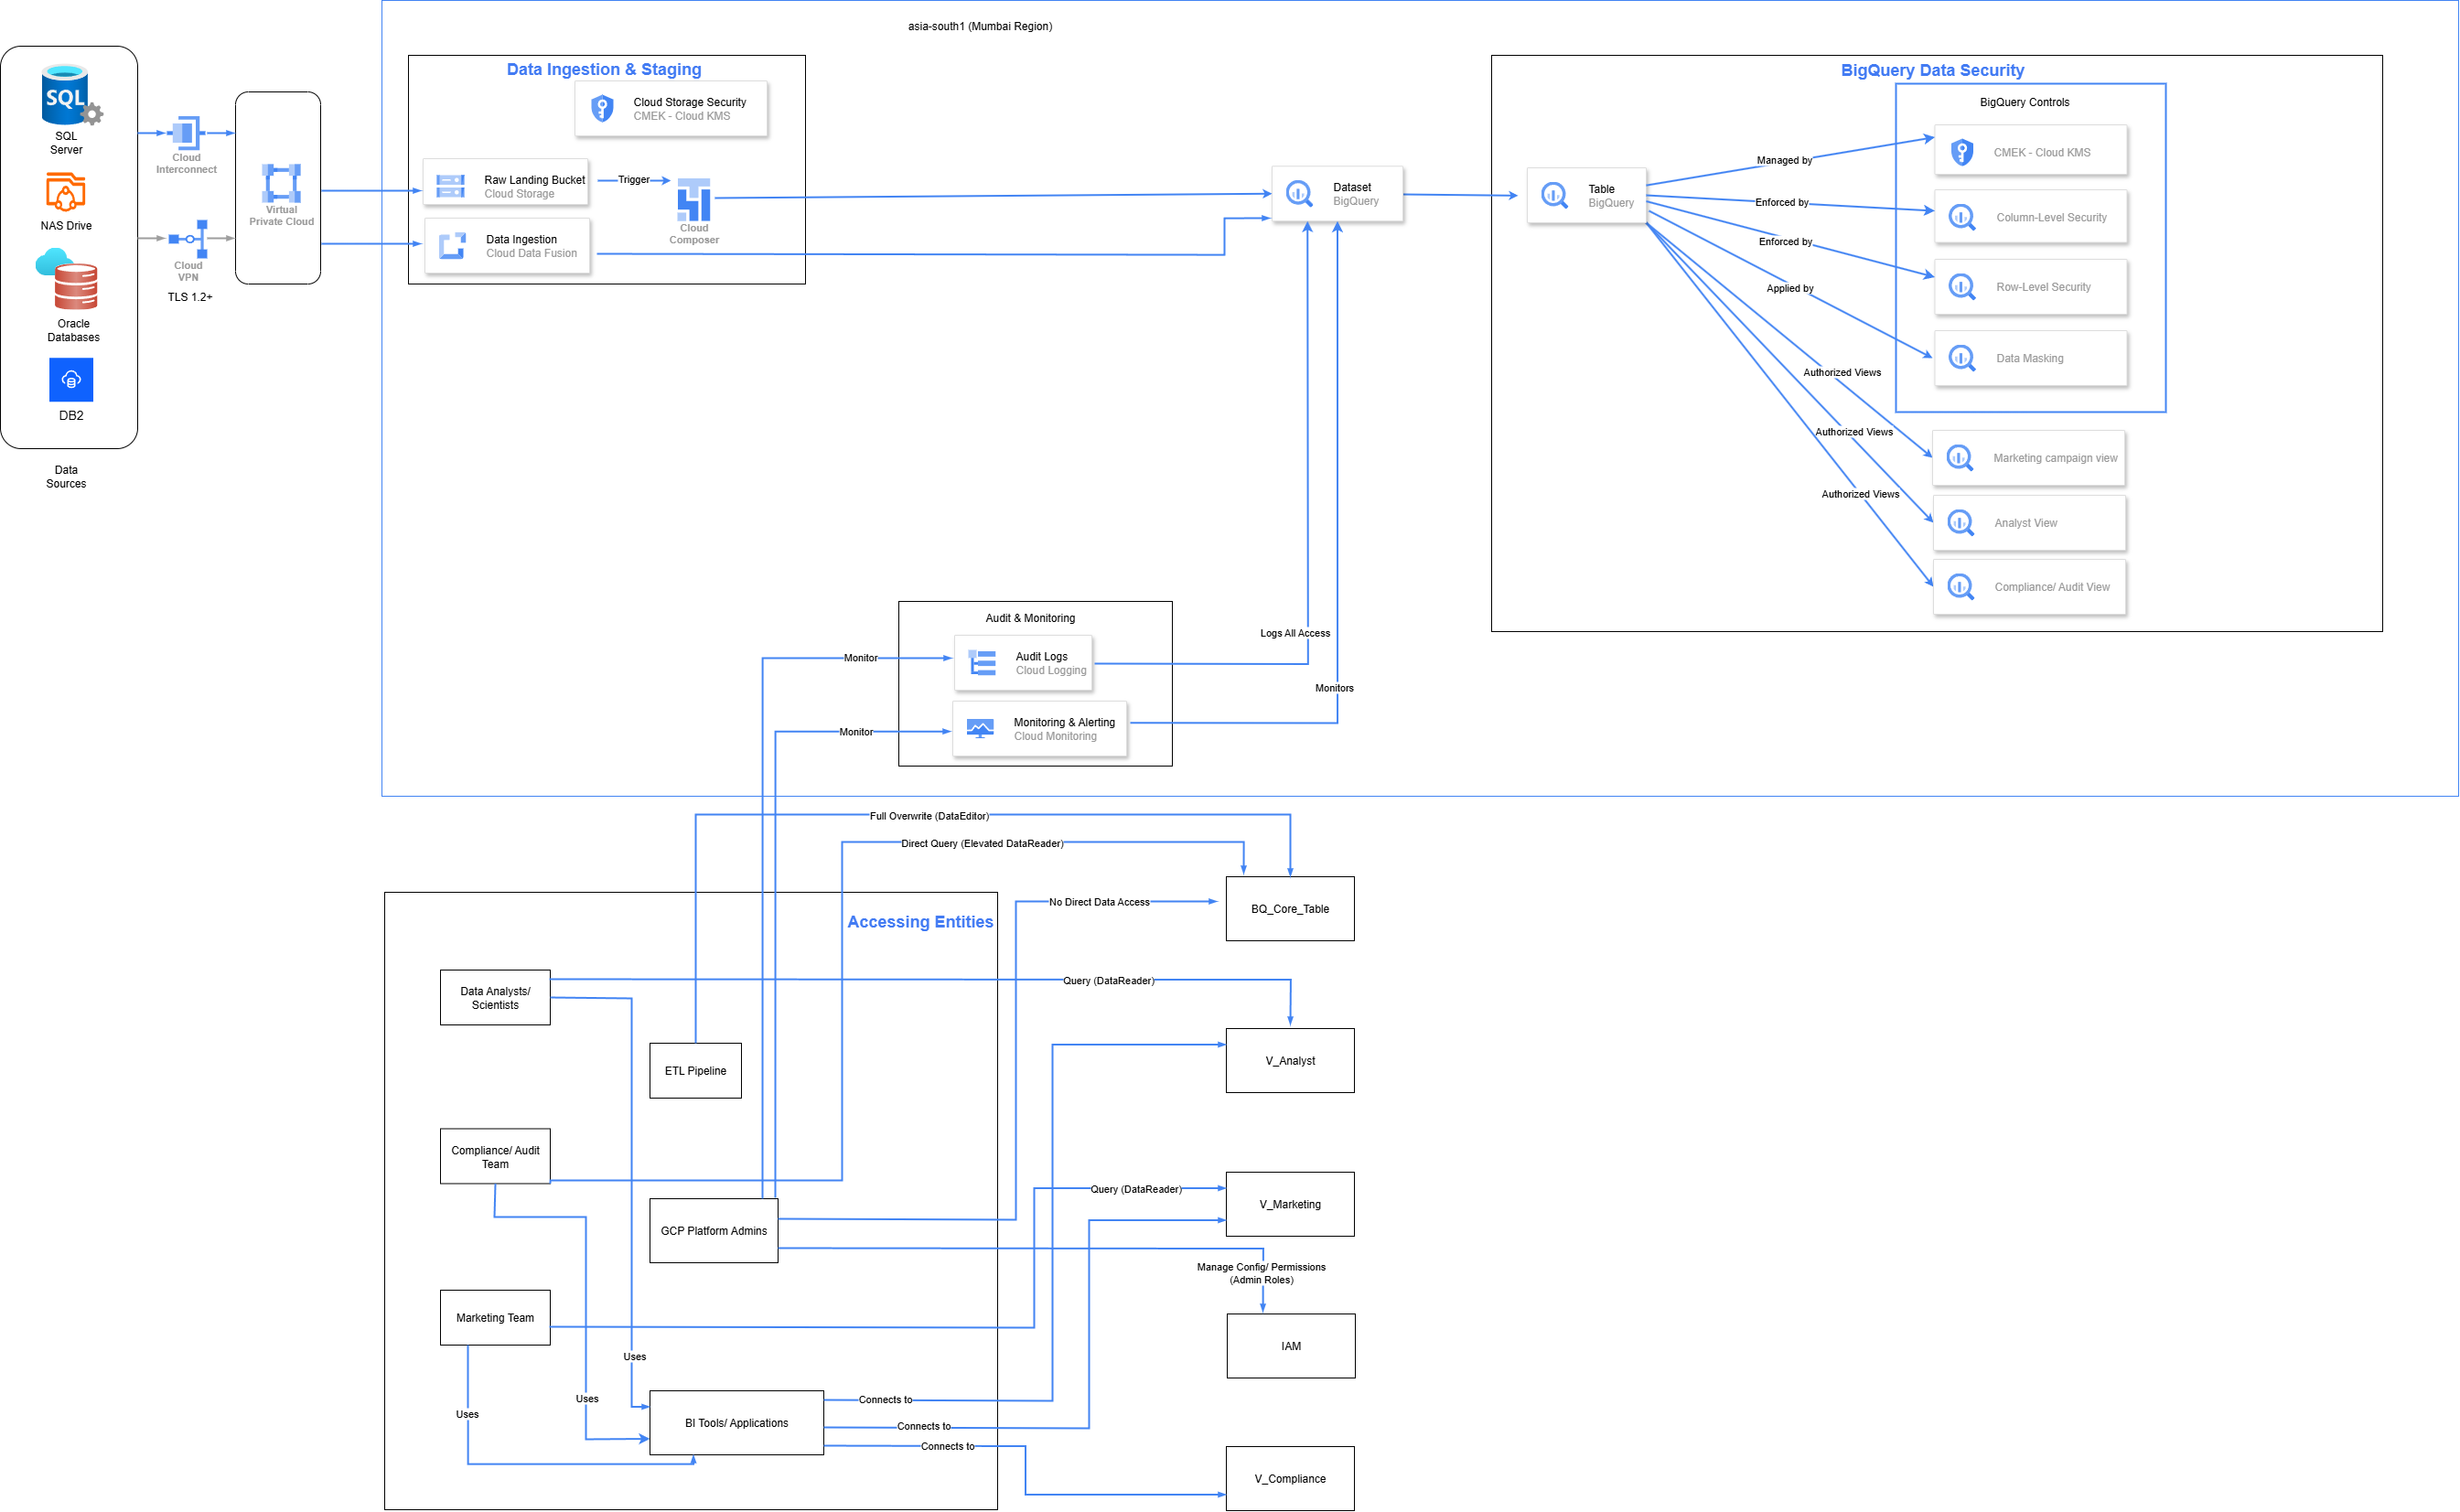 asia-south1 (Mumbai Region)
SQL
Server
NAS Drive
Oracle
Databases
DB2
Data
Sources
Cloud
Interconnect
Cloud
VPN
TLS 1.2+
Virtual
Private Cloud
Data Ingestion & Staging
Cloud Storage Security
CMEK - Cloud KMS
Raw Landing Bucket
Cloud Storage
Trigger
Cloud
Composer
Data Ingestion
Cloud Data Fusion
Dataset
BigQuery
BigQuery Data Security
Table
BigQuery
Managed by
Enforced by
Enforced by
Applied by
Authorized Views
Authorized Views
Authorized Views
BigQuery Controls
CMEK - Cloud KMS
Column-Level Security
Row-Level Security
Data Masking
Marketing campaign view
Analyst View
Compliance/ Audit View
Audit & Monitoring
Audit Logs
Cloud Logging
Monitoring & Alerting
Cloud Monitoring
Monitor
Monitor
Logs All Access
Monitors
Full Overwrite (DataEditor)
Direct Query (Elevated DataReader)
No Direct Data Access
BQ_Core_Table
Accessing Entities
Data Analysts/
Scientists
Query (DataReader)
ETL Pipeline
V_Analyst
Compliance/ Audit
Team
GCP Platform Admins
Query (DataReader)
V_Marketing
Manage Config/ Permissions
(Admin Roles)
Marketing Team
IAM
Uses
Uses
Uses
BI Tools/ Applications
Connects to
Connects to
Connects to
V_Compliance